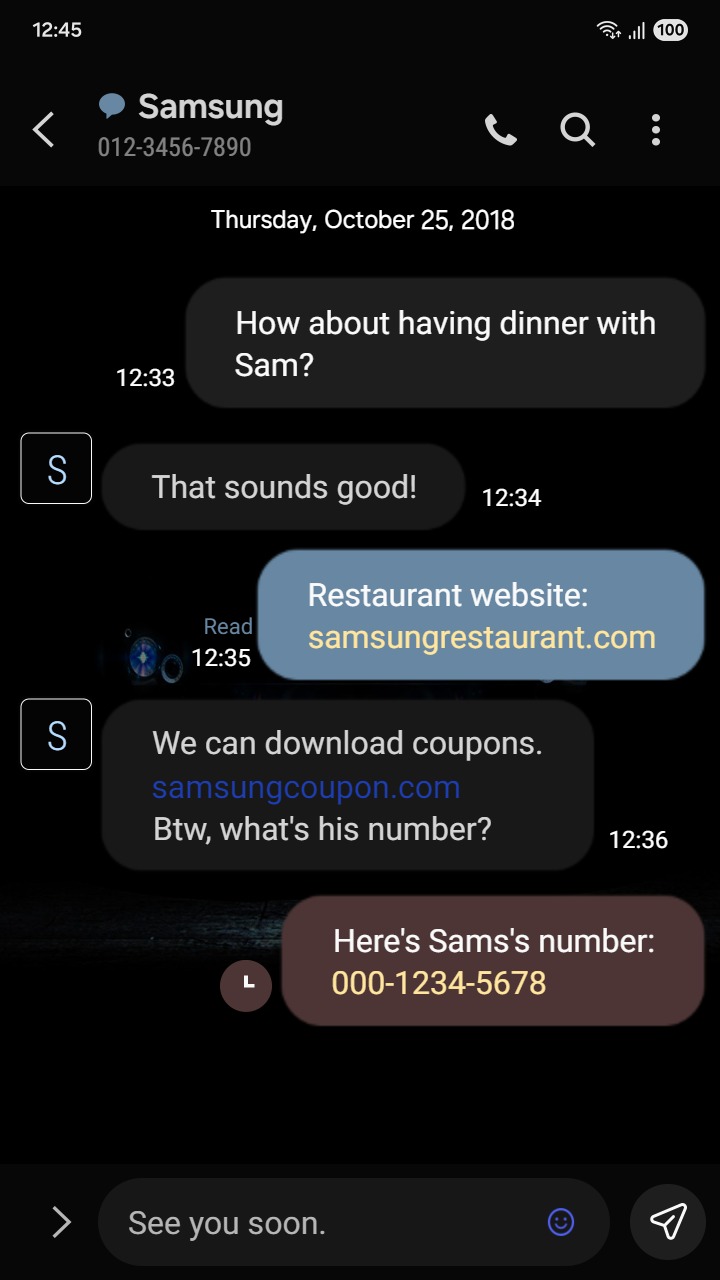 12:45
100
Samsung
012-3456-7890
Thursday, October 25, 2018
How about having dinner with
Sam?
12:33
S
That sounds good!
12:34
Restaurant website:
samsungrestaurant.com
Read
12:35
S
We can download coupons.
samsungcoupon.com
Btw, what's his number?
12:36
Here's Sams's number:
000-1234-5678
See you soon.